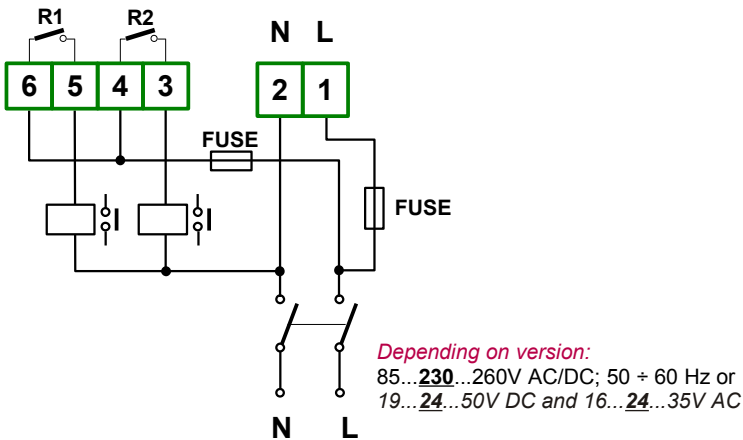 R1 R2
N L
6 5 4 3
2 1
FUSE
FUSE
Depending on version:
85...230...260V AC/DC; 50 ÷ 60 Hz or
19...24...50V DC and 16...24...35V AC
N L